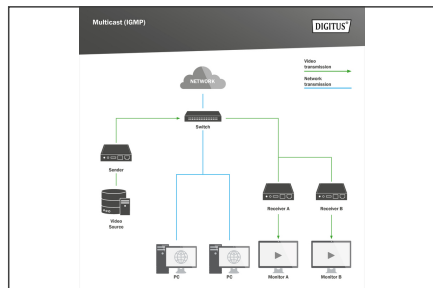 Multicast (IGMP)
DIGITUS®
Video
transmission
Network
transmission
NETWORK
Switch
Sender
Video
Source
Receiver A
Receiver B
PC
PC
Monitor A
Monitor B